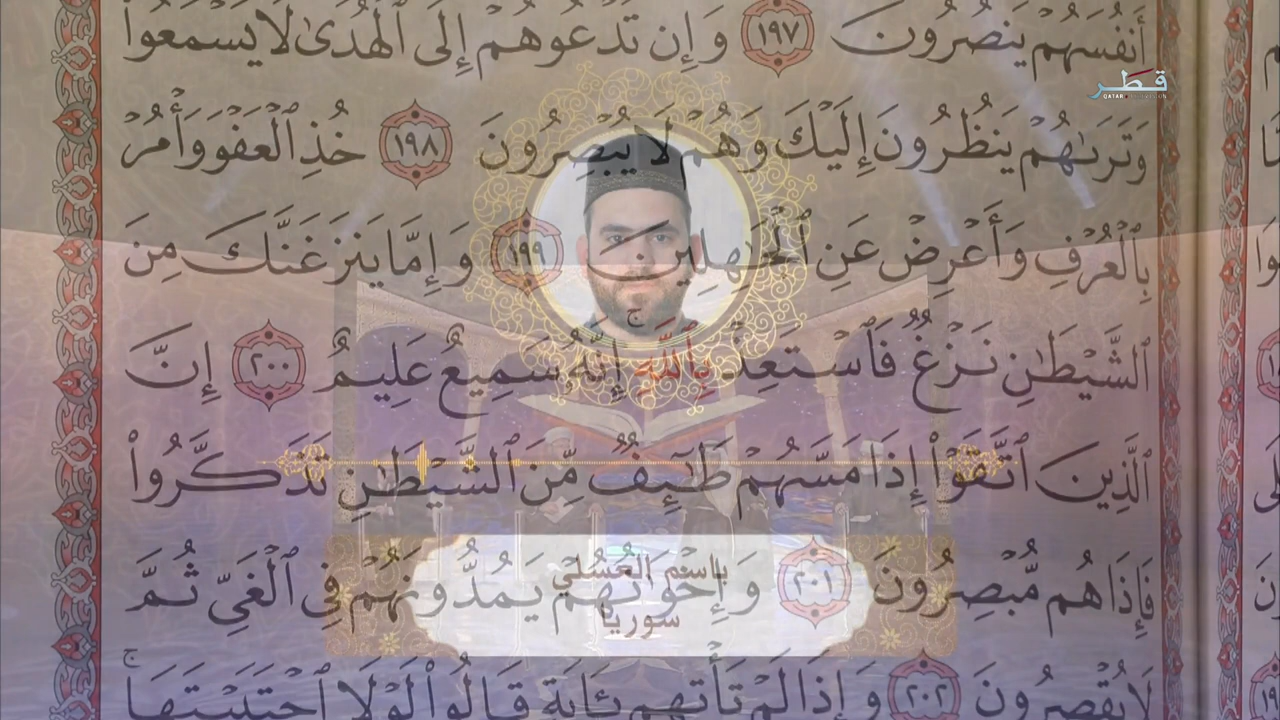 أَنفُسَهُمْ يَنصُرُونَ ١٩٧ وَإِن تَدْعُوهُمْ إِلَى ٱلْهُدَىٰ لَا يَسْمَعُوا۟
وَتَرَىٰهُمْ يَنظُرُونَ إِلَيْكَ وَهُمْ لَا يُبْصِرُونَ ١٩٨ خُذِ ٱلْعَفْوَ وَأْمُرْ
بِٱلْعُرْفِ وَأَعْرِضْ عَنِ ٱلْجَٰهِلِينَ ١٩٩ وَإِمَّا يَنزَغَنَّكَ مِنَ
ٱلشَّيْطَٰنِ نَزْغٌ فَٱسْتَعِذْ بِٱللَّهِ ۚ إِنَّهُۥ سَمِيعٌ عَلِيمٌ ٢٠٠ إِنَّ
ٱلَّذِينَ ٱتَّقَوْا۟ إِذَا مَسَّهُمْ طَٰٓئِفٌ مِّنَ ٱلشَّيْطَٰنِ تَذَكَّرُوا۟
فَإِذَا هُم مُّبْصِرُونَ ٢٠١ وَإِخْوَٰنُهُمْ يَمُدُّونَهُمْ فِى ٱلْغَىِّ ثُمَّ
لَا يُقْصِرُونَ ٢٠٢ وَإِذَا لَمْ تَأْتِهِم بِـَٔايَةٍ قَالُوا۟ لَوْلَا ٱجْتَبَيْتَهَا ۚ
باسم العسلي
سوريا
قطر
QATAR TELEVISION